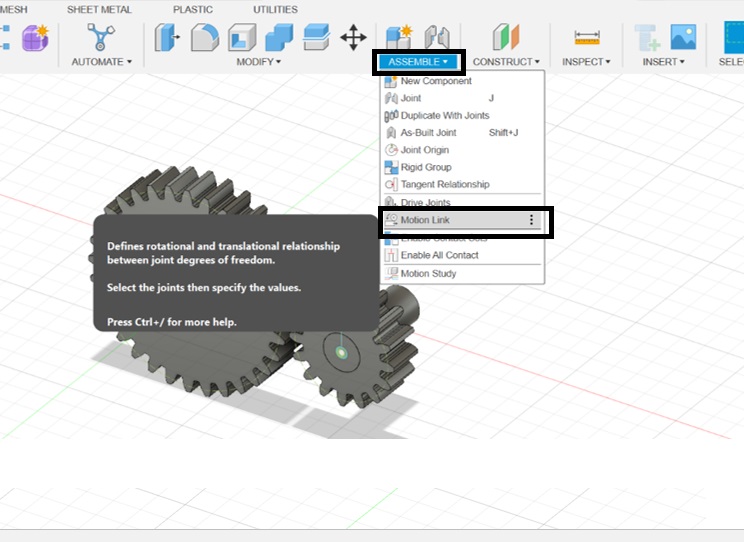 MESH SHEET METAL PLASTIC UTILITIES
AUTOMATE MODIFY ASSEMBLE CONSTRUCT INSPECT INSERT SELEC
New Component
Joint J
Duplicate With Joints
As-Built Joint Shift+J
Joint Origin
Rigid Group
Tangent Relationship
Drive Joints
Motion Link
Enable Contact Sets
Enable All Contact
Motion Study
Defines rotational and translational relationship
between joint degrees of freedom.
Select the joints then specify the values.
Press Ctrl+/ for more help.